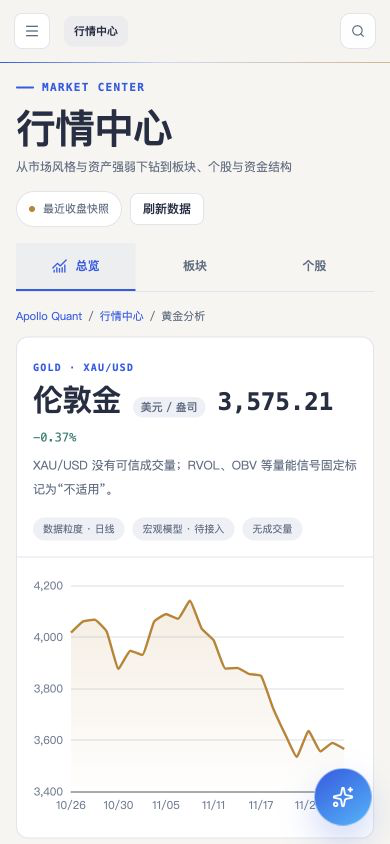 行情中心
MARKET CENTER
行情中心
从市场风格与资产强弱下钻到板块、个股与资金结构
最近收盘快照
刷新数据
总览
板块
个股
Apollo Quant / 行情中心 / 黄金分析
GOLD · XAU/USD
伦敦金 美元 / 盎司 3,575.21
-0.37%
XAU/USD 没有可信成交量；RVOL、OBV 等量能信号固定标
记为“不适用”。
数据粒度 · 日线
宏观模型 · 待接入
无成交量
4,200
4,000
3,800
3,600
3,400
10/26 10/30 11/05 11/11 11/17